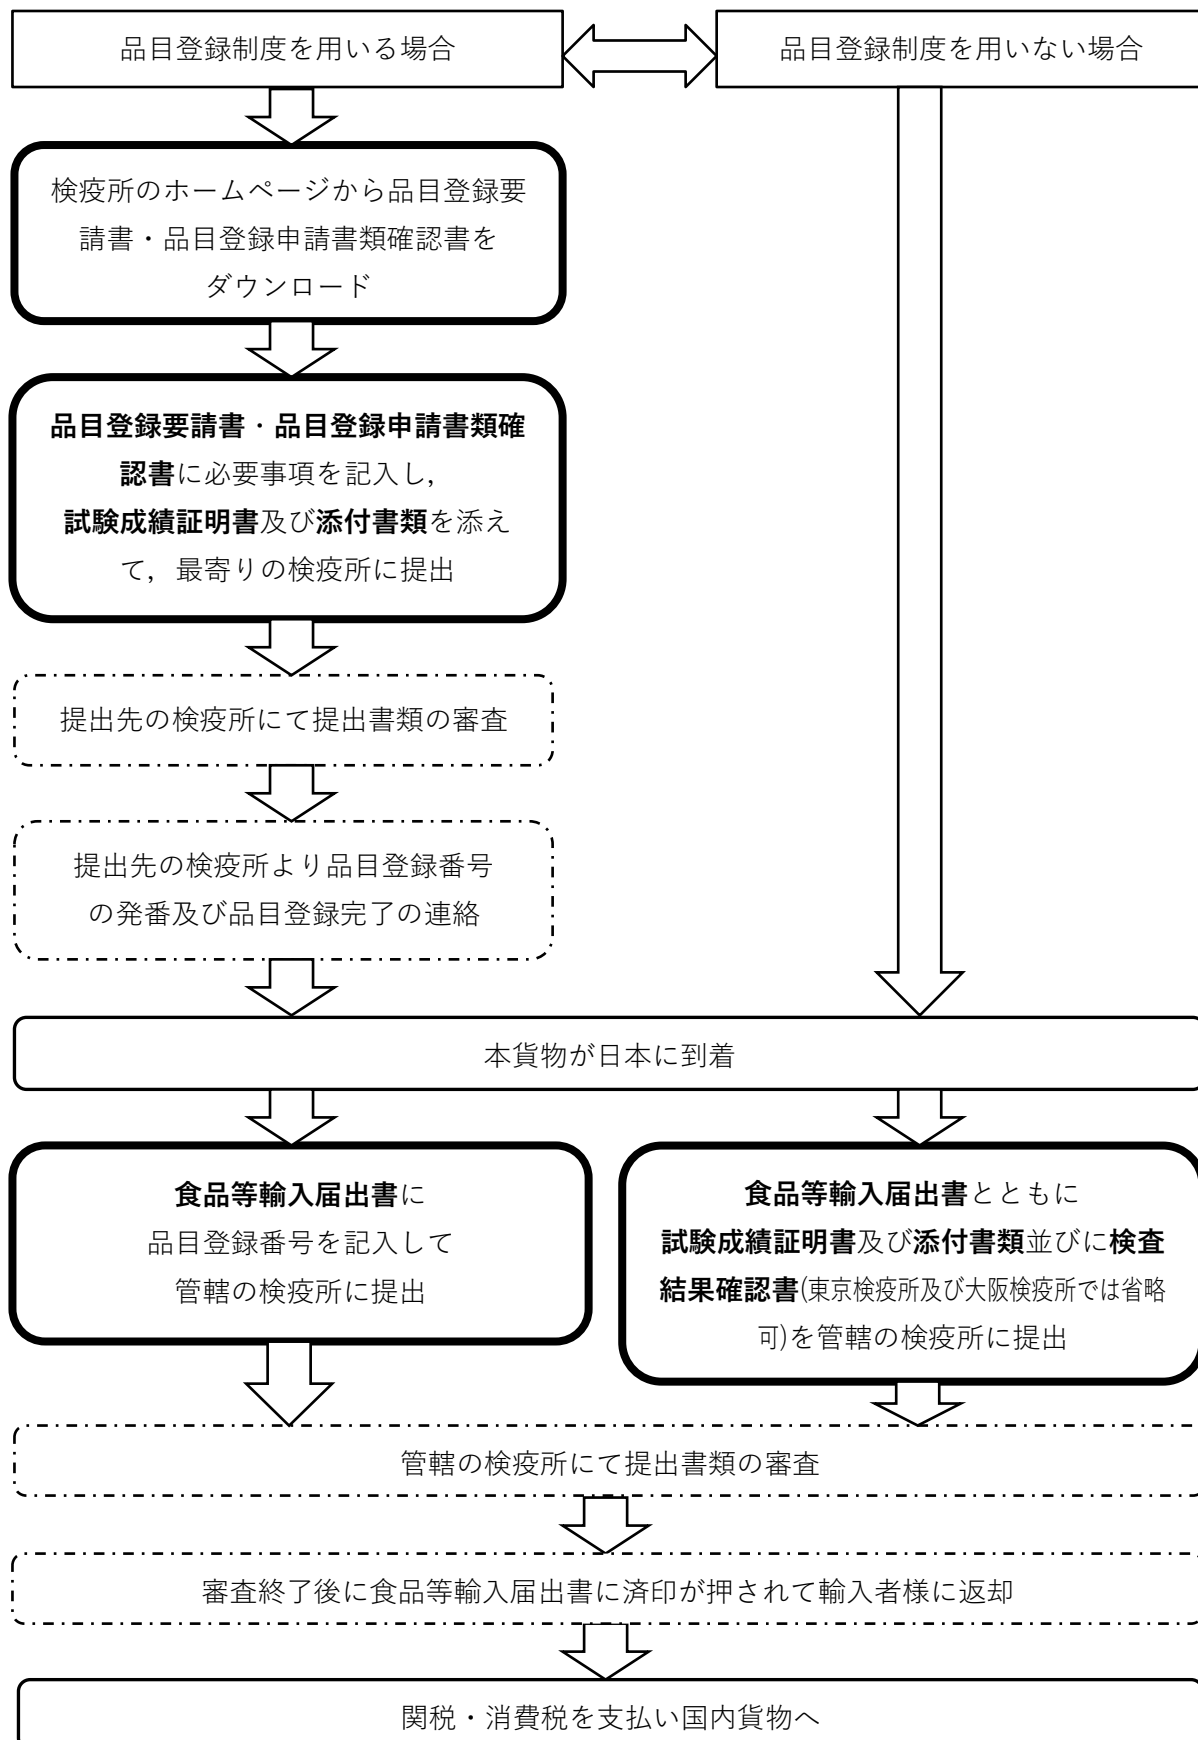 品目登録制度を用いる場合
品目登録制度を用いない場合
検疫所のホームページから品目登録要
請書・品目登録申請書類確認書を
ダウンロード
品目登録要請書・品目登録申請書類確
認書に必要事項を記入し，
試験成績証明書及び添付書類を添え
て，最寄りの検疫所に提出
提出先の検疫所にて提出書類の審査
提出先の検疫所より品目登録番号
の発番及び品目登録完了の連絡
本貨物が日本に到着
食品等輸入届出書に
品目登録番号を記入して
管轄の検疫所に提出
食品等輸入届出書とともに
試験成績証明書及び添付書類並びに検査
結果確認書(東京検疫所及び大阪検疫所では省略
可)を管轄の検疫所に提出
管轄の検疫所にて提出書類の審査
審査終了後に食品等輸入届出書に済印が押されて輸入者様に返却
関税・消費税を支払い国内貨物へ